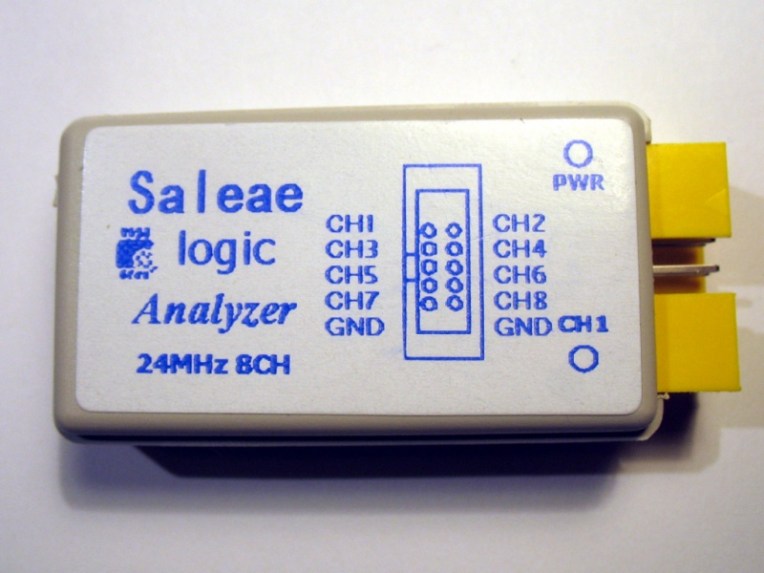 Saleae
logic
Analyzer
24MHz 8CH
CH1 CH2
CH3 CH4
CH5 CH6
CH7 CH8
GND GND
PWR
CH1